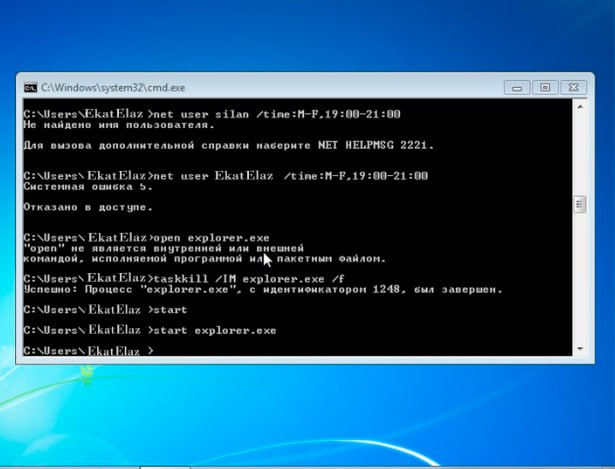 C:\Windows\system32\cmd.exe
C:\Users\EkatElaz >net user silan /time:M-F,19:00-21:00
Не найдено имя пользователя.
Для вызова дополнительной справки наберите NET HELPMSG 2221.
C:\Users\EkatElaz >net user EkatElaz /time:M-F,19:00-21:00
Системная ошибка 5.
Отказано в доступе.
C:\Users\ EkatElaz >open explorer.exe
"open" не является внутренней или внешней
командой, исполняемой программой или пакетным файлом.
C:\Users\ EkatElaz >taskkill /IM explorer.exe /f
Успешно: Процесс "explorer.exe", с идентификатором 1248, был завершен.
C:\Users\ EkatElaz >start
C:\Users\ EkatElaz >start explorer.exe
C:\Users\ EkatElaz >